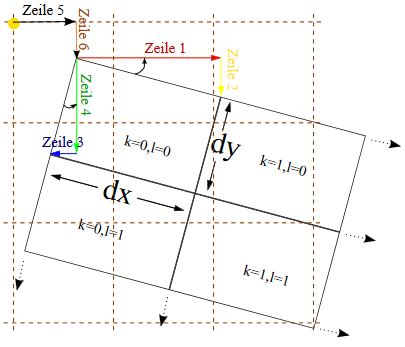 Zeile 5
Zeile 6
Zeile 1
Zeile 2
Zeile 4
Zeile 3
k=0,l=0
dy
k=1,l=0
dx
k=0,l=1
k=1,l=1